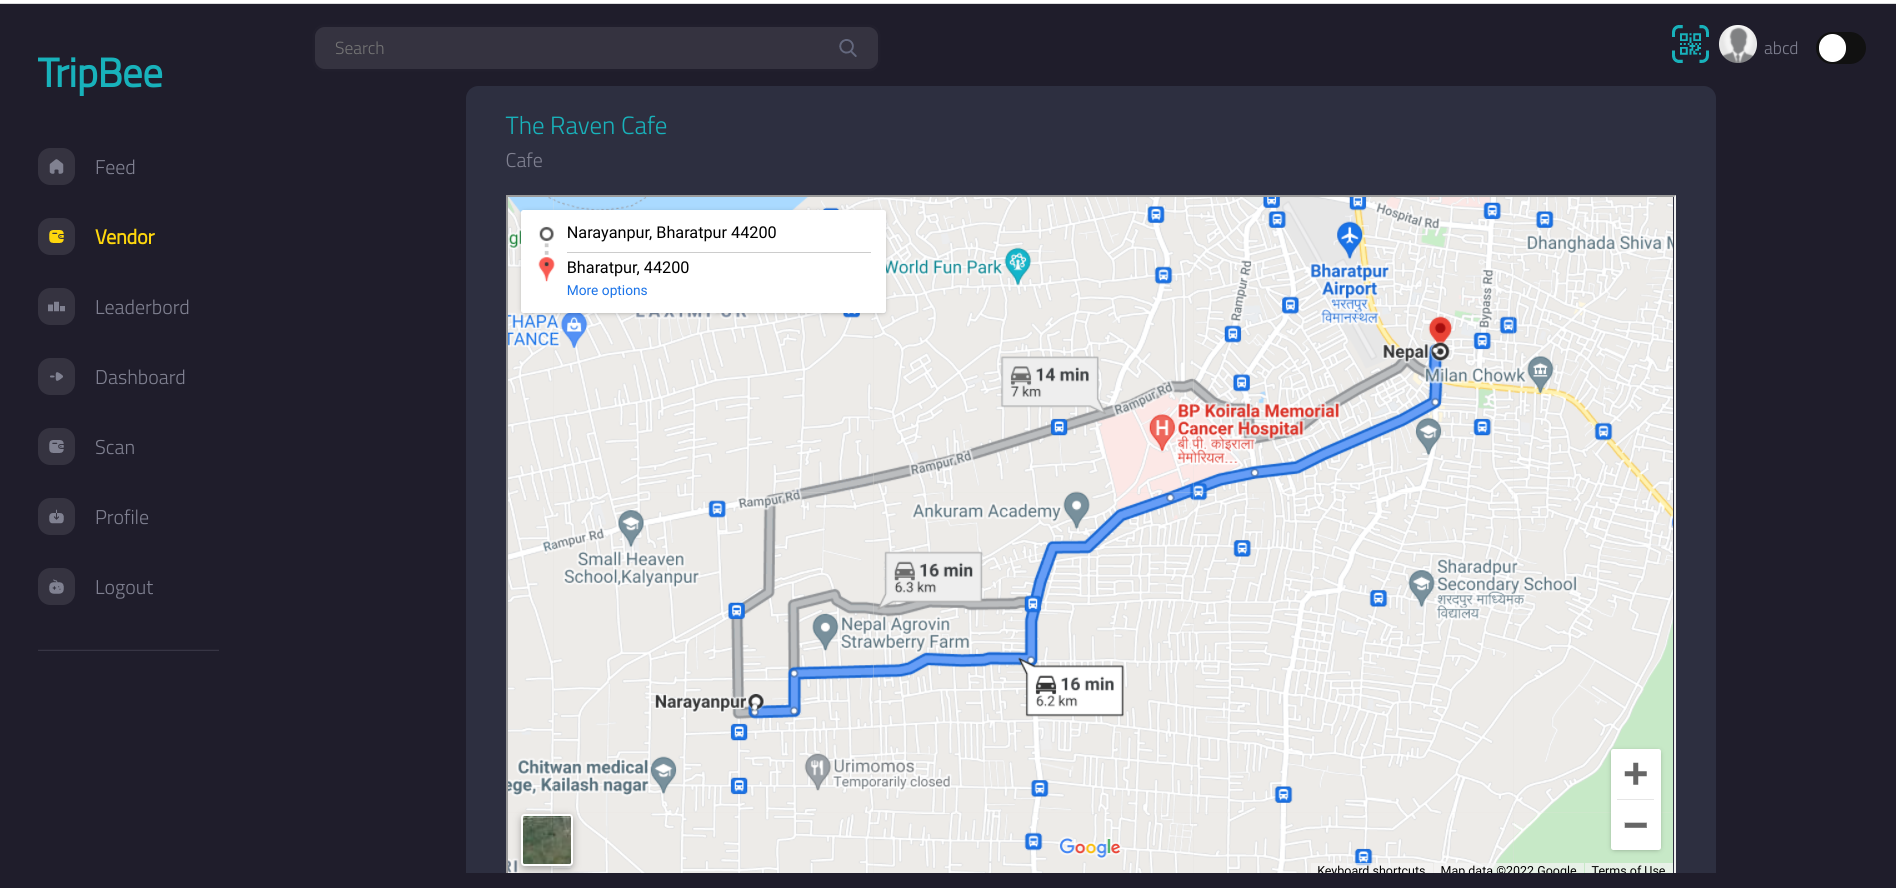 Search
abcd
TripBee
Feed
Vendor
Leaderbord
Dashboard
Scan
Profile
Logout
The Raven Cafe
Cafe
Narayanpur, Bharatpur 44200
Bharatpur, 44200
More options
World Fun Park
Hospital Rd
Dhanghada Shiva M
Rampur Rd
Bypass Rd
Bharatpur
Airport
भरतपुर
विमानस्थल
THAPA
TANCE
LAXIMPUR
Nepal
Milan Chowk
14 min
7 km
Rampur Rd
BP Koirala Memorial
Cancer Hospital
बी पी. कोइराला
मेमोरियल...
Rampur Rd
Rampur Rd
Ankuram Academy
Rampur Rd
Small Heaven
School,Kalyanpur
16 min
6.3 km
Sharadpur
Secondary School
शरदपुर माध्यिमक
विद्यालय
Nepal Agrovin
Strawberry Farm
16 min
6.2 km
Narayanpur
Chitwan medical
ege, Kailash nagar
Urimomos
Temporarily closed
Google
Keyboard shortcuts
Map data ©2022 Google
Terms of Use